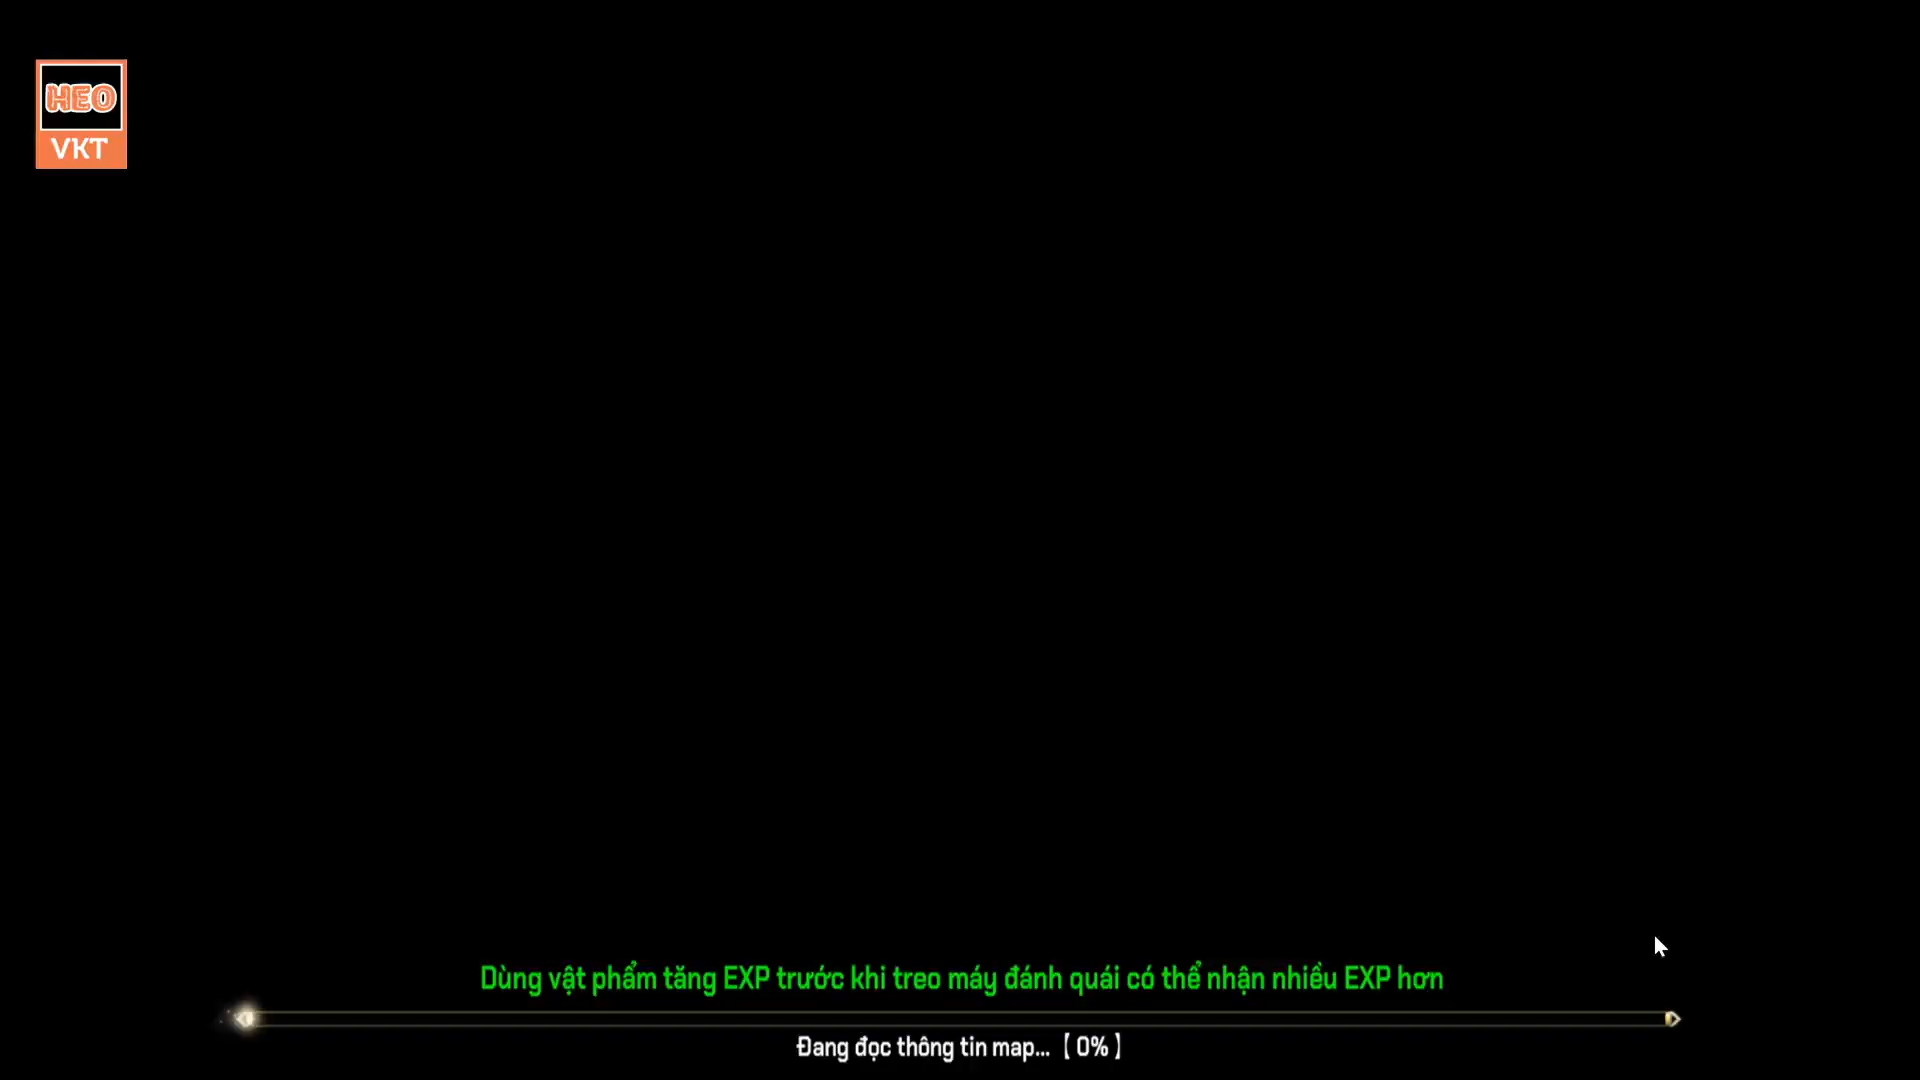 HEO
VKT
Dùng vật phẩm tăng EXP trước khi treo máy đánh quái có thể nhận nhiều EXP hơn
Đang đọc thông tin map...【 0% 】